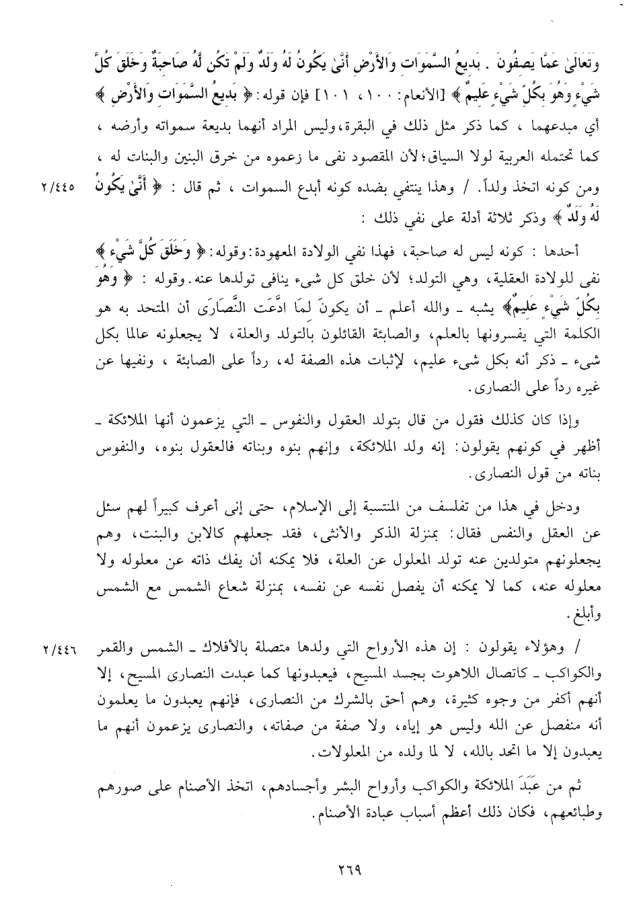 وَتَعَالَىٰ عَمَّا يَصِفُونَ . بَدِيعُ السَّمَوَاتِ وَالأَرْضِ أَنَّىٰ يَكُونُ لَهُ وَلَدٌ وَلَمْ تَكُن لَّهُ صَاحِبَةٌ وَخَلَقَ كُلَّ
شَيْءٍ وَهُوَ بِكُلِّ شَيْءٍ عَلِيمٌ ﴾ [الأنعام: ١٠٠، ١٠١] فإن قوله: ﴿ بَدِيعُ السَّمَوَاتِ وَالأَرْضِ ﴾
أي مبدعهما ، كما ذكر مثل ذلك في البقرة،وليس المراد أنهما بديعة سمواته وأرضه ،
كما تحتمله العربية لولا السياق؛لأن المقصود نفى ما زعموه من خرق البنين والبنات له ،
ومن كونه اتخذ ولداً. / وهذا ينتفي بضده كونه أبدع السموات ، ثم قال : ﴿ أَنَّىٰ يَكُونُ ٢/٤٤٥
لَهُ وَلَدٌ ﴾ وذكر ثلاثة أدلة على نفي ذلك :
أحدها : كونه ليس له صاحبة، فهذا نفي الولادة المعهودة:وقوله: ﴿ وَخَلَقَ كُلَّ شَيْءٍ ﴾
نفى للولادة العقلية، وهي التولد؛ لأن خلق كل شىء ينافى تولدها عنه.وقوله : ﴿ وَهُوَ
بِكُلِّ شَيْءٍ عَلِيمٌ﴾ يشبه ـ والله أعلم ـ أن يكونَ لمَا ادَّعَت النَّصارَى أن المتحد به هو
الكلمة التي يفسرونها بالعلم، والصابئة القائلون بالتولد والعلة، لا يجعلونه عالما بكل
شىء ـ ذكر أنه بكل شىء عليم، لإثبات هذه الصفة له، رداً على الصابئة ، ونفيها عن
غيره رداً على النصارى.
وإذا كان كذلك فقول من قال بتولد العقول والنفوس ـ التي يزعمون أنها الملائكة ـ
أظهر في كونهم يقولون: إنه ولد الملائكة، وإنهم بنوه وبناته فالعقول بنوه، والنفوس
بناته من قول النصارى.
ودخل في هذا من تفلسف من المنتسبة إلى الإسلام، حتى إنى أعرف كبيراً لهم سئل
عن العقل والنفس فقال: بمنزلة الذكر والأنثى، فقد جعلهم كالابن والبنت، وهم
يجعلونهم متولدين عنه تولد المعلول عن العلة، فلا يمكنه أن يفك ذاته عن معلوله ولا
معلوله عنه، كما لا يمكنه أن يفصل نفسه عن نفسه، بمنزلة شعاع الشمس مع الشمس
وأبلغ.
/ وهؤلاء يقولون : إن هذه الأرواح التي ولدها متصلة بالأفلاك ـ الشمس والقمر ٢/٤٤٦
والكواكب ـ كاتصال اللاهوت بجسد المسيح، فيعبدونها كما عبدت النصارى المسيح، إلا
أنهم أكفر من وجوه كثيرة، وهم أحق بالشرك من النصارى، فإنهم يعبدون ما يعلمون
أنه منفصل عن الله وليس هو إياه، ولا صفة من صفاته، والنصارى يزعمون أنهم ما
يعبدون إلا ما اتحد بالله، لا لما ولده من المعلولات.
ثم من عَبَدَ الملائكة والكواكب وأرواح البشر وأجسادهم، اتخذ الأصنام على صورهم
وطبائعهم، فكان ذلك أعظم أسباب عبادة الأصنام.
٢٦٩